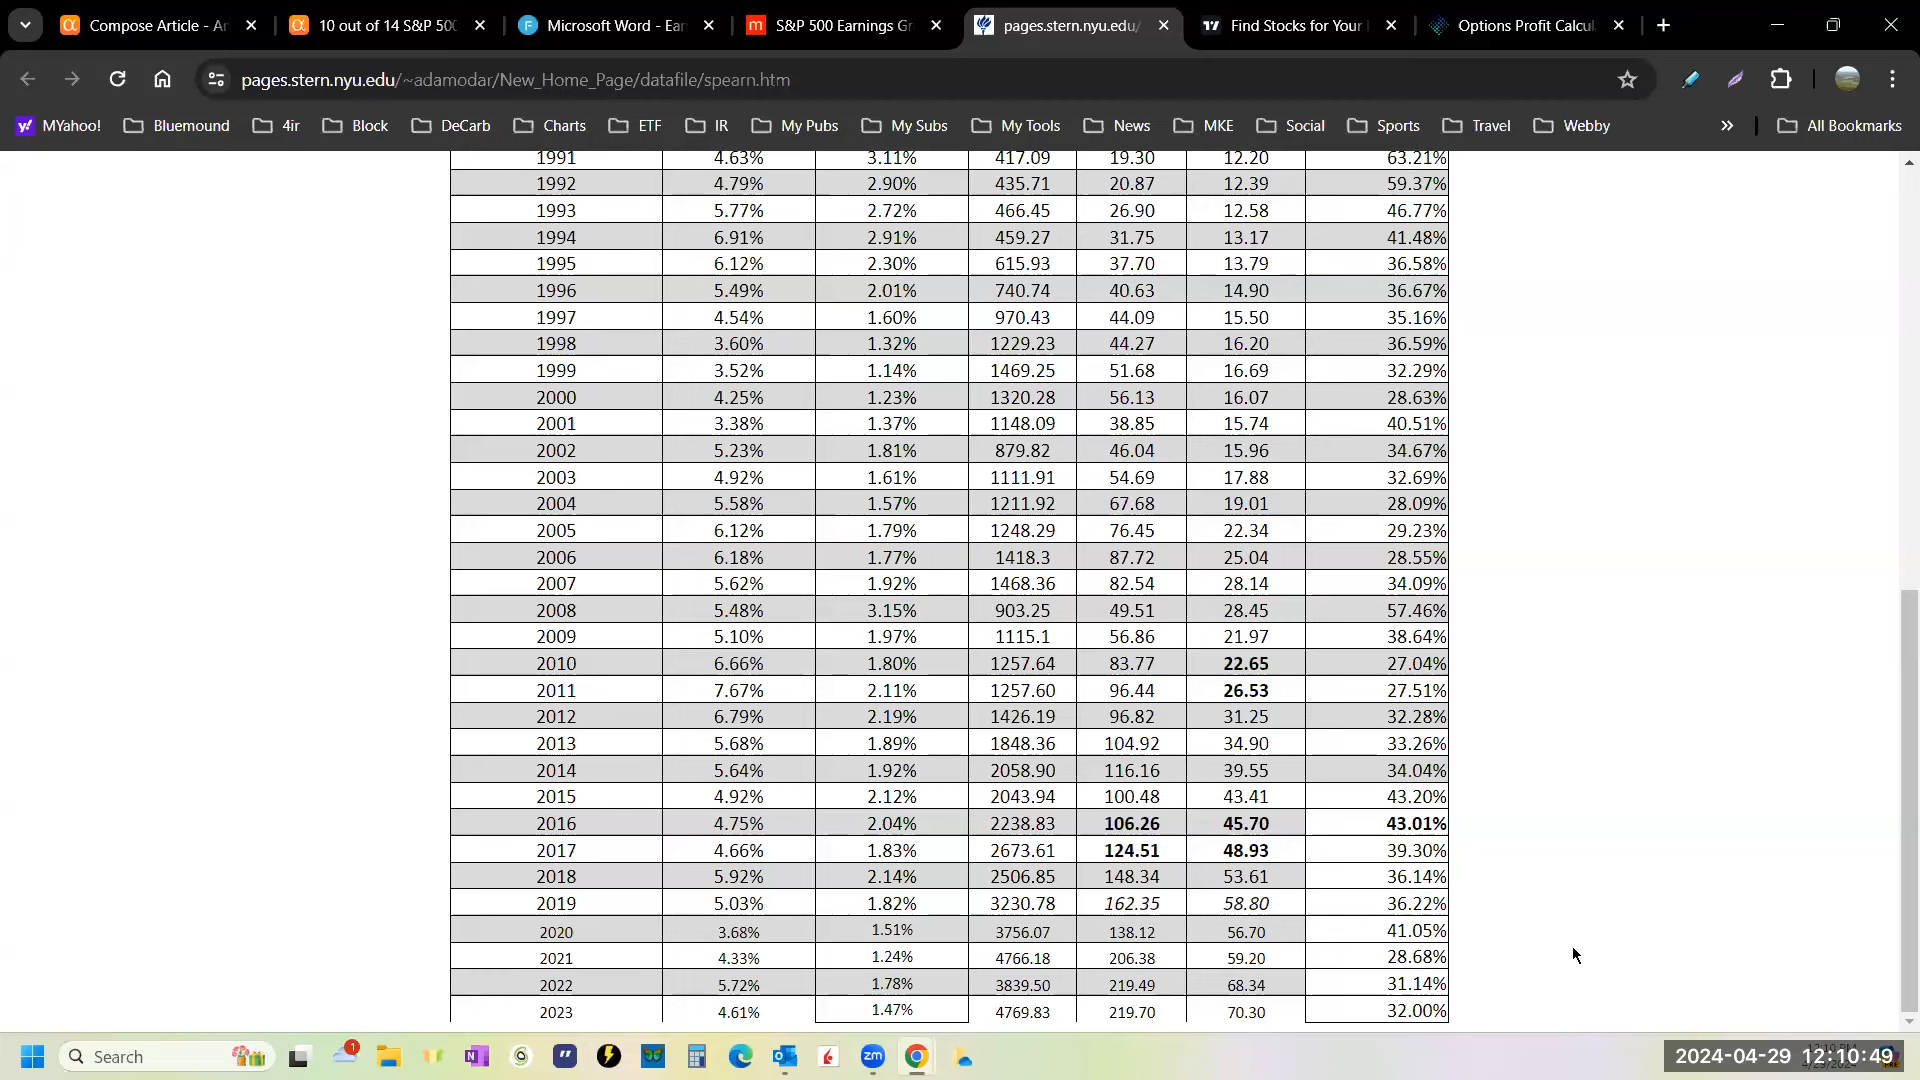 Compose Article - A
10 out of 14 S&P 500
Microsoft Word - Ear
S&P 500 Earnings Gr
pages.stern.nyu.edu/
Find Stocks for Your
Options Profit Calcul
pages.stern.nyu.edu/~adamodar/New_Home_Page/datafile/spearn.htm
MYahoo! Bluemound 4ir Block DeCarb Charts ETF IR My Pubs My Subs My Tools News MKE Social Sports Travel Webby » All Bookmarks
1991 4.63% 3.11% 417.09 19.30 12.20 63.21%
1992 4.79% 2.90% 435.71 20.87 12.39 59.37%
1993 5.77% 2.72% 466.45 26.90 12.58 46.77%
1994 6.91% 2.91% 459.27 31.75 13.17 41.48%
1995 6.12% 2.30% 615.93 37.70 13.79 36.58%
1996 5.49% 2.01% 740.74 40.63 14.90 36.67%
1997 4.54% 1.60% 970.43 44.09 15.50 35.16%
1998 3.60% 1.32% 1229.23 44.27 16.20 36.59%
1999 3.52% 1.14% 1469.25 51.68 16.69 32.29%
2000 4.25% 1.23% 1320.28 56.13 16.07 28.63%
2001 3.38% 1.37% 1148.09 38.85 15.74 40.51%
2002 5.23% 1.81% 879.82 46.04 15.96 34.67%
2003 4.92% 1.61% 1111.91 54.69 17.88 32.69%
2004 5.58% 1.57% 1211.92 67.68 19.01 28.09%
2005 6.12% 1.79% 1248.29 76.45 22.34 29.23%
2006 6.18% 1.77% 1418.3 87.72 25.04 28.55%
2007 5.62% 1.92% 1468.36 82.54 28.14 34.09%
2008 5.48% 3.15% 903.25 49.51 28.45 57.46%
2009 5.10% 1.97% 1115.1 56.86 21.97 38.64%
2010 6.66% 1.80% 1257.64 83.77 22.65 27.04%
2011 7.67% 2.11% 1257.60 96.44 26.53 27.51%
2012 6.79% 2.19% 1426.19 96.82 31.25 32.28%
2013 5.68% 1.89% 1848.36 104.92 34.90 33.26%
2014 5.64% 1.92% 2058.90 116.16 39.55 34.04%
2015 4.92% 2.12% 2043.94 100.48 43.41 43.20%
2016 4.75% 2.04% 2238.83 106.26 45.70 43.01%
2017 4.66% 1.83% 2673.61 124.51 48.93 39.30%
2018 5.92% 2.14% 2506.85 148.34 53.61 36.14%
2019 5.03% 1.82% 3230.78 162.35 58.80 36.22%
2020 3.68% 1.51% 3756.07 138.12 56.70 41.05%
2021 4.33% 1.24% 4766.18 206.38 59.20 28.68%
2022 5.72% 1.78% 3839.50 219.49 68.34 31.14%
2023 4.61% 1.47% 4769.83 219.70 70.30 32.00%
Search
1
zm
2024-04-29 12:10:49